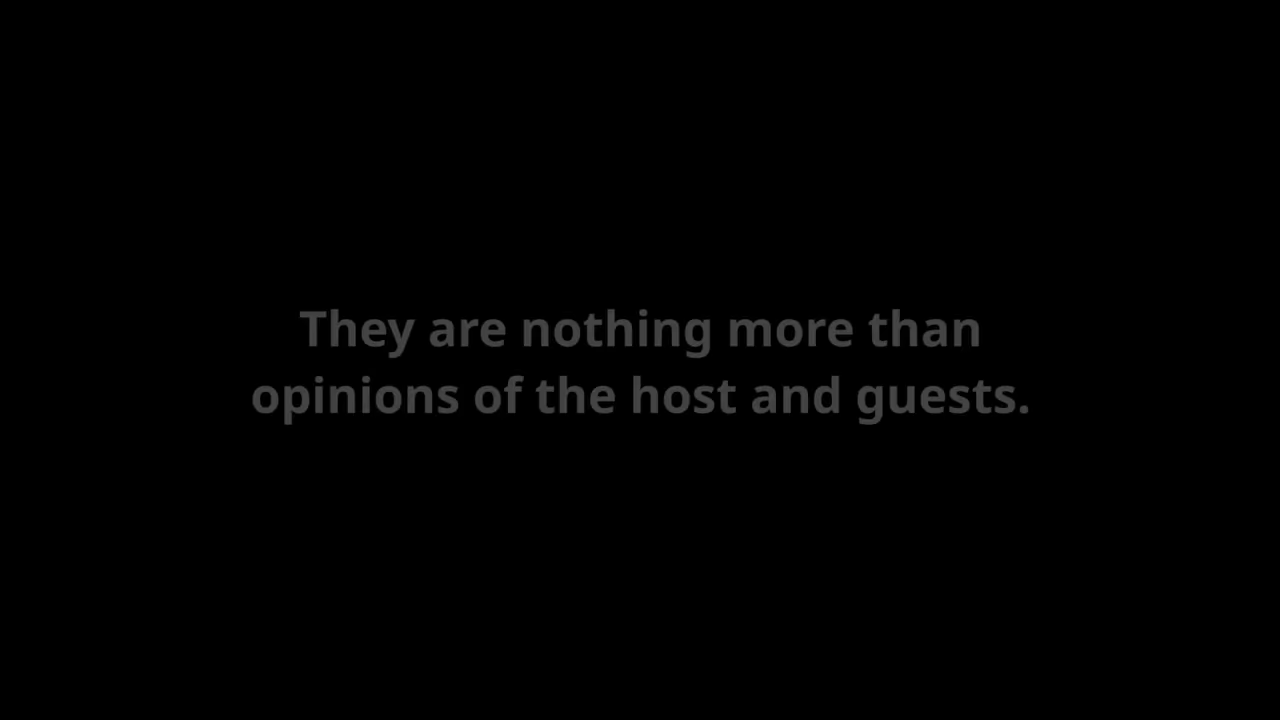 They are nothing more than
opinions of the host and guests.